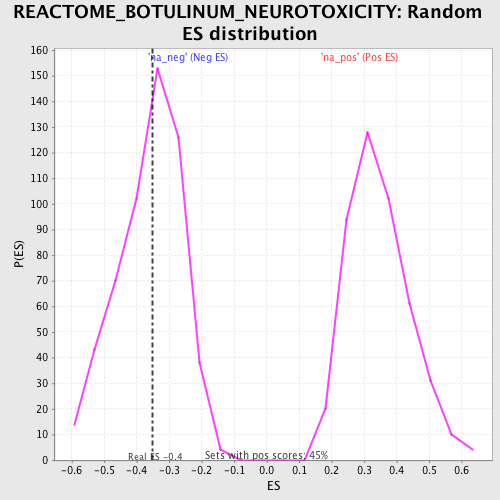 REACTOME_BOTULINUM_NEUROTOXICITY: Random
ES distribution
'na_neg' (Neg ES)
'na_pos' (Pos ES)
160
150
140
130
120
110
100
90
80
70
60
50
40
30
20
10
0
P(ES)
Real ES -0.4
Sets with pos scores: 45%
-0.6 -0.5 -0.4 -0.3 -0.2 -0.1 0.0 0.1 0.2 0.3 0.4 0.5 0.6
ES